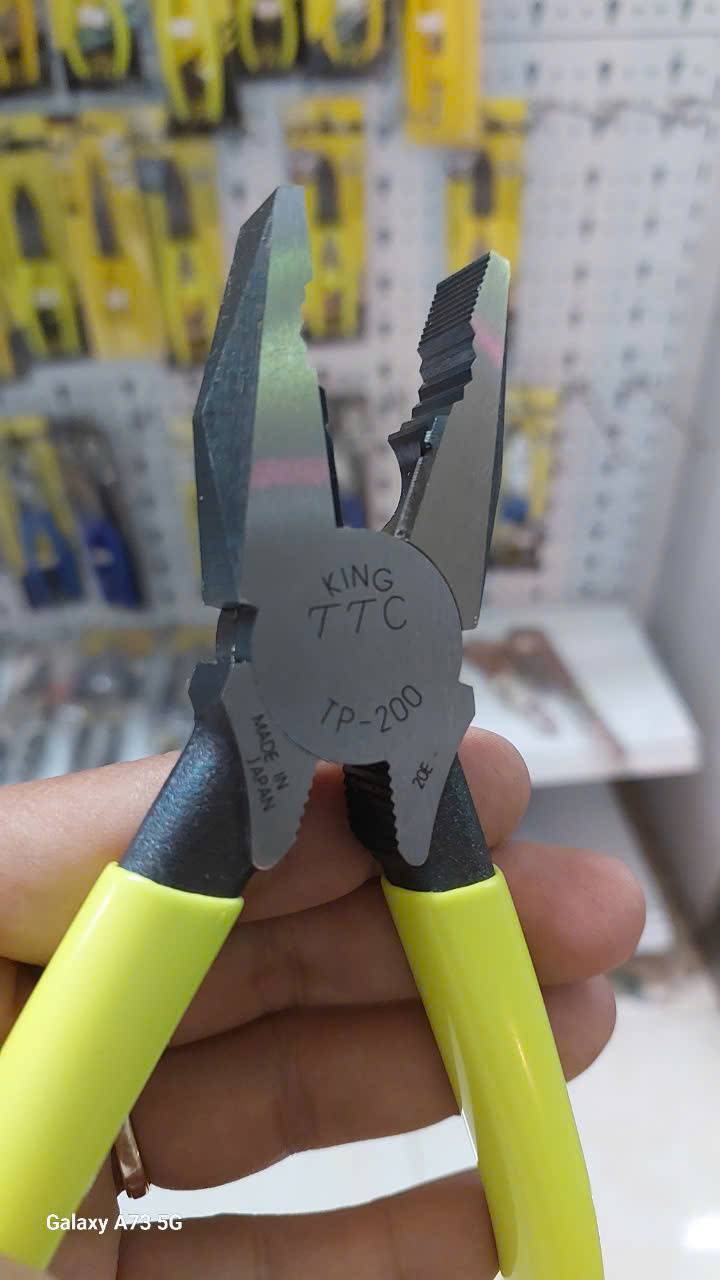 KING
TTC
TP-200
MADE IN
JAPAN
20E
Galaxy A73 5G